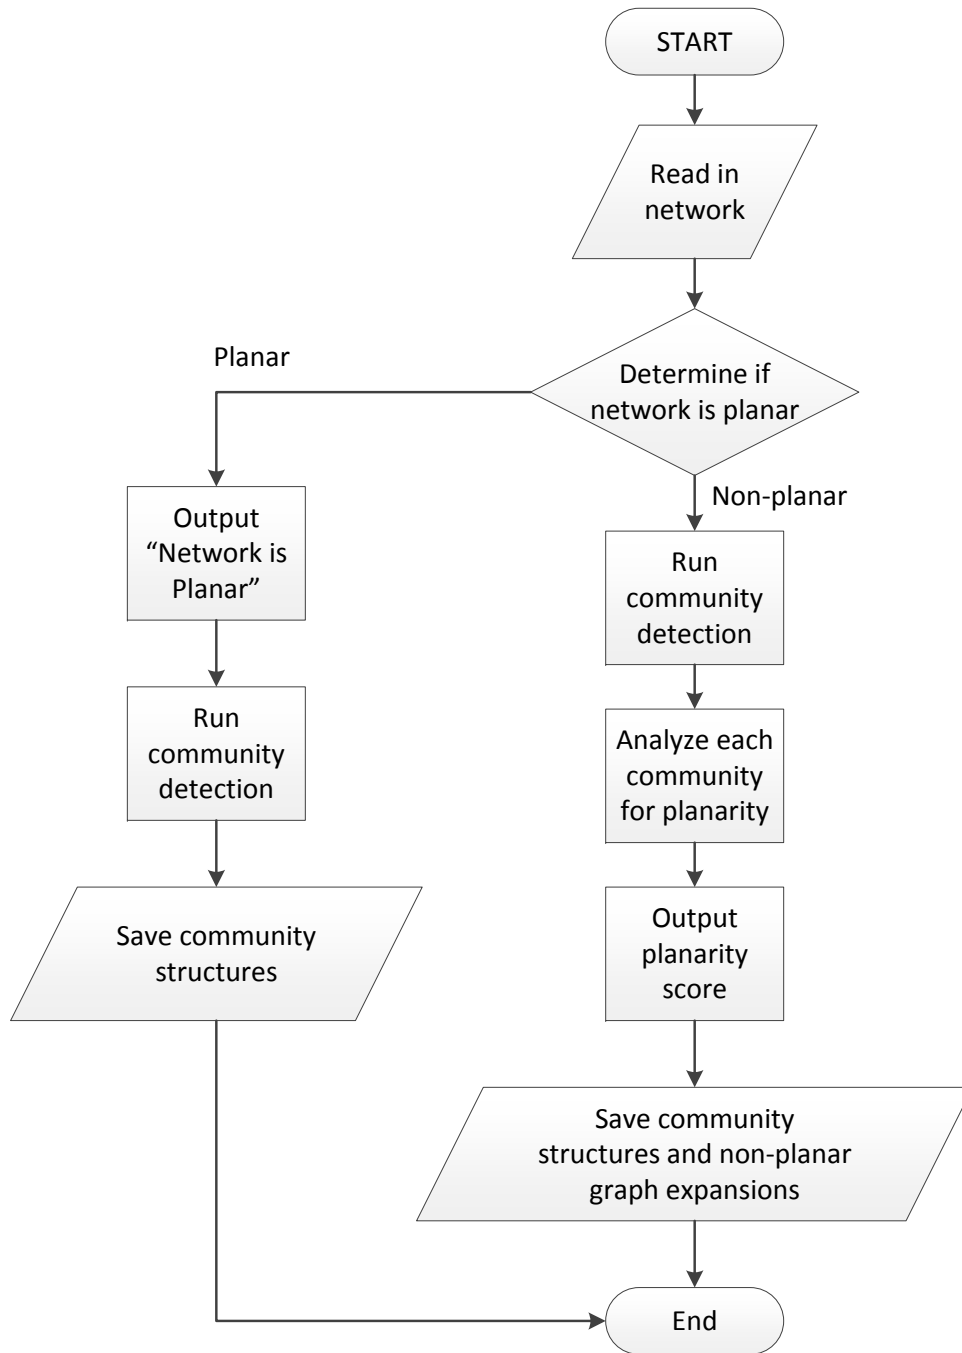 START
Read in
network
Determine if
network is planar
Planar
Non-planar
Output
“Network is
Planar”
Run
community
detection
Save community
structures
Run
community
detection
Analyze each
community
for planarity
Output
planarity
score
Save community
structures and non-planar
graph expansions
End